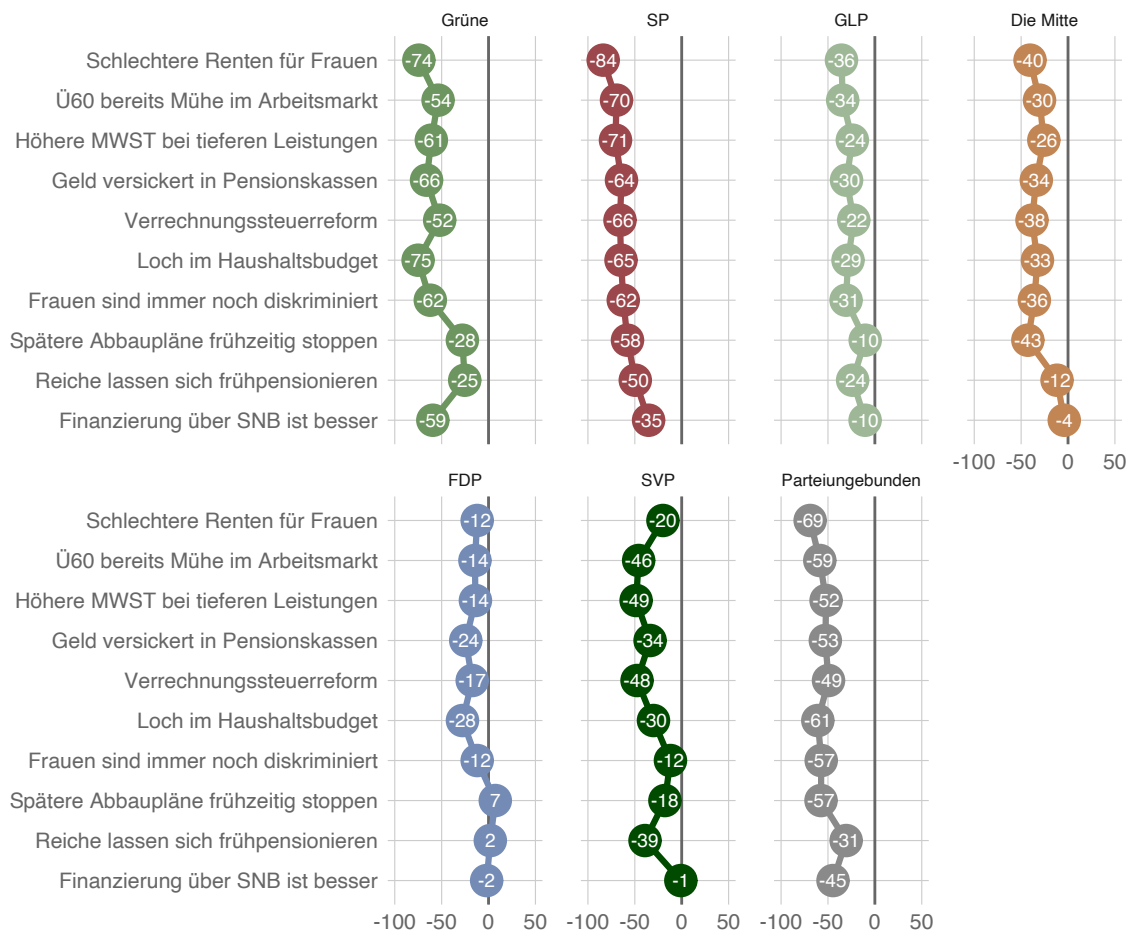 Grüne SP GLP Die Mitte
Schlechtere Renten für Frauen -74 -84 -36 -40
Ü60 bereits Mühe im Arbeitsmarkt -54 -70 -34 -30
Höhere MWST bei tieferen Leistungen -61 -71 -24 -26
Geld versickert in Pensionskassen -66 -64 -30 -34
Verrechnungssteuerreform -52 -66 -22 -38
Loch im Haushaltsbudget -75 -65 -29 -33
Frauen sind immer noch diskriminiert -62 -62 -31 -36
Spätere Abbaupläne frühzeitig stoppen -28 -58 -10 -43
Reiche lassen sich frühpensionieren -25 -50 -24 -12
Finanzierung über SNB ist besser -59 -35 -10 -4
-100 -50 0 50
FDP SVP Parteiungebunden
Schlechtere Renten für Frauen -12 -20 -69
Ü60 bereits Mühe im Arbeitsmarkt -14 -46 -59
Höhere MWST bei tieferen Leistungen -14 -49 -52
Geld versickert in Pensionskassen -24 -34 -53
Verrechnungssteuerreform -17 -48 -49
Loch im Haushaltsbudget -28 -30 -61
Frauen sind immer noch diskriminiert -12 -12 -57
Spätere Abbaupläne frühzeitig stoppen 7 -18 -57
Reiche lassen sich frühpensionieren 2 -39 -31
Finanzierung über SNB ist besser -2 -1 -45
-100 -50 0 50 -100 -50 0 50 -100 -50 0 50